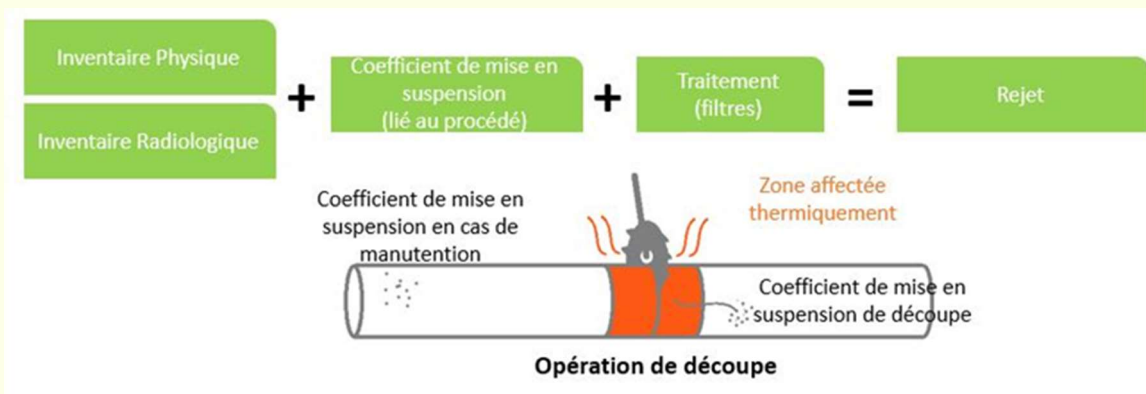 Inventaire Physique
Inventaire Radiologique
+
Coefficient de mise en
suspension
(lié au procédé)
+
Traitement
(filtres)
=
Rejet
Coefficient de mise en
suspension en cas de
manutention
Zone affectée
thermiquement
Coefficient de mise en
suspension de découpe
Opération de découpe